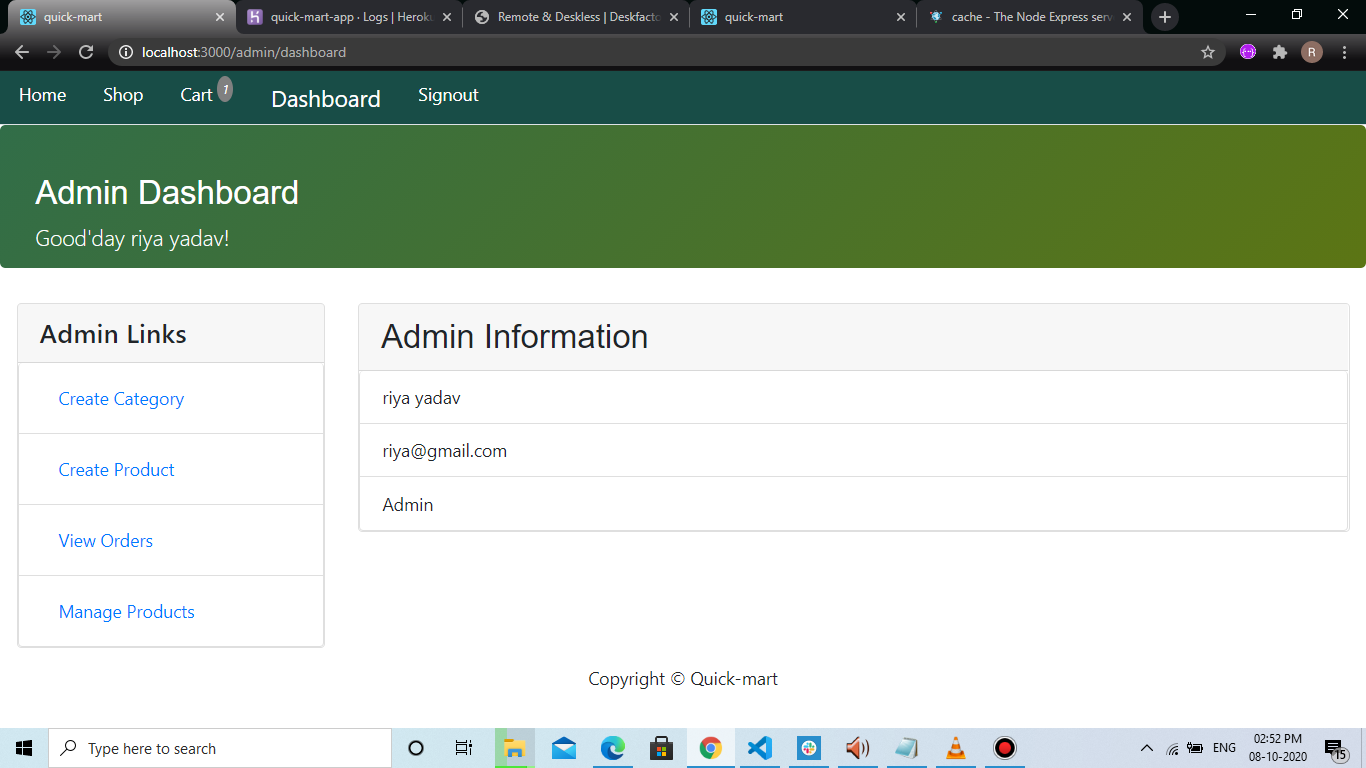 quick-mart
quick-mart-app · Logs | Heroku
Remote & Deskless | Deskfacto
quick-mart
cache - The Node Express serv
localhost:3000/admin/dashboard
R
Home Shop Cart 1 Dashboard Signout
Admin Dashboard
Good'day riya yadav!
Admin Links
Create Category
Create Product
View Orders
Manage Products
Admin Information
riya yadav
riya@gmail.com
Admin
Copyright © Quick-mart
Type here to search
ENG
02:52 PM
08-10-2020
15